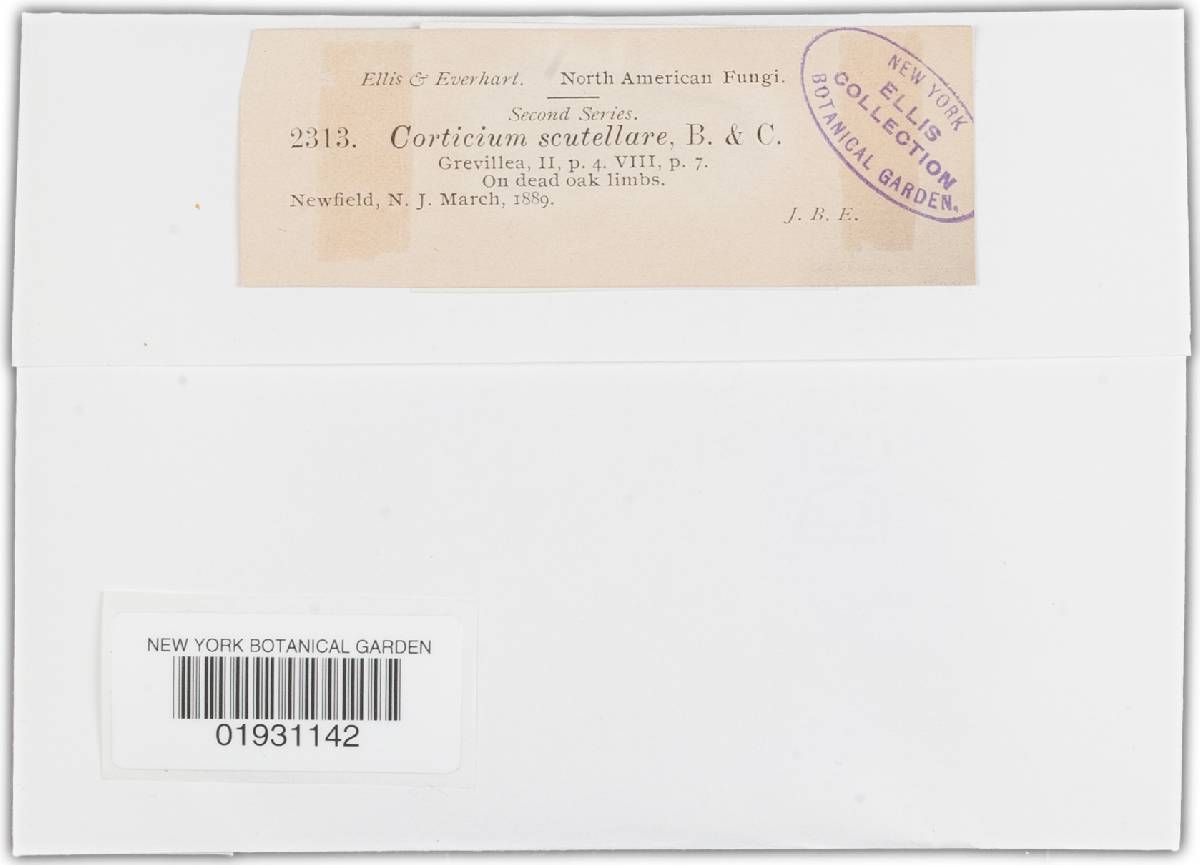 Ellis & Everhart. North American Fungi.
Second Series.
2313. Corticium scutellare, B. & C.
Grevillea, II, p. 4. VIII, p. 7.
On dead oak limbs.
Newfield, N. J. March, 1889.
J. B. E.
NEW YORK
ELLIS
COLLECTION
BOTANICAL GARDEN.
NEW YORK BOTANICAL GARDEN
01931142